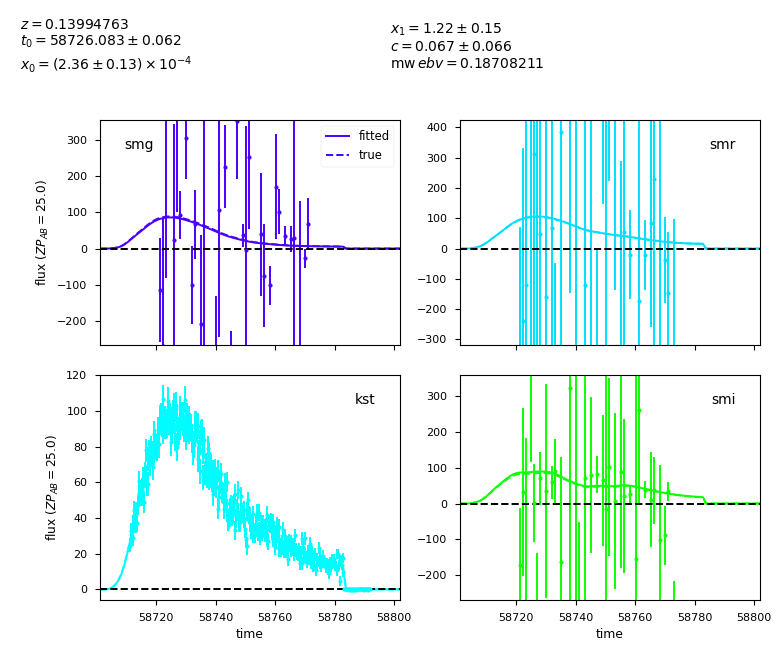 z = 0.13994763
t₀ = 58726.083 ± 0.062
x₀ = (2.36 ± 0.13) × 10⁻⁴
x₁ = 1.22 ± 0.15
c = 0.067 ± 0.066
mw ebv = 0.18708211
smg
fitted
true
300
200
100
0
−100
−200
flux (ZP_AB = 25.0)
smr
400
300
200
100
0
−100
−200
−300
kst
120
100
80
60
40
20
0
flux (ZP_AB = 25.0)
58720
58740
58760
58780
58800
time
smi
300
200
100
0
−100
−200
58720
58740
58760
58780
58800
time